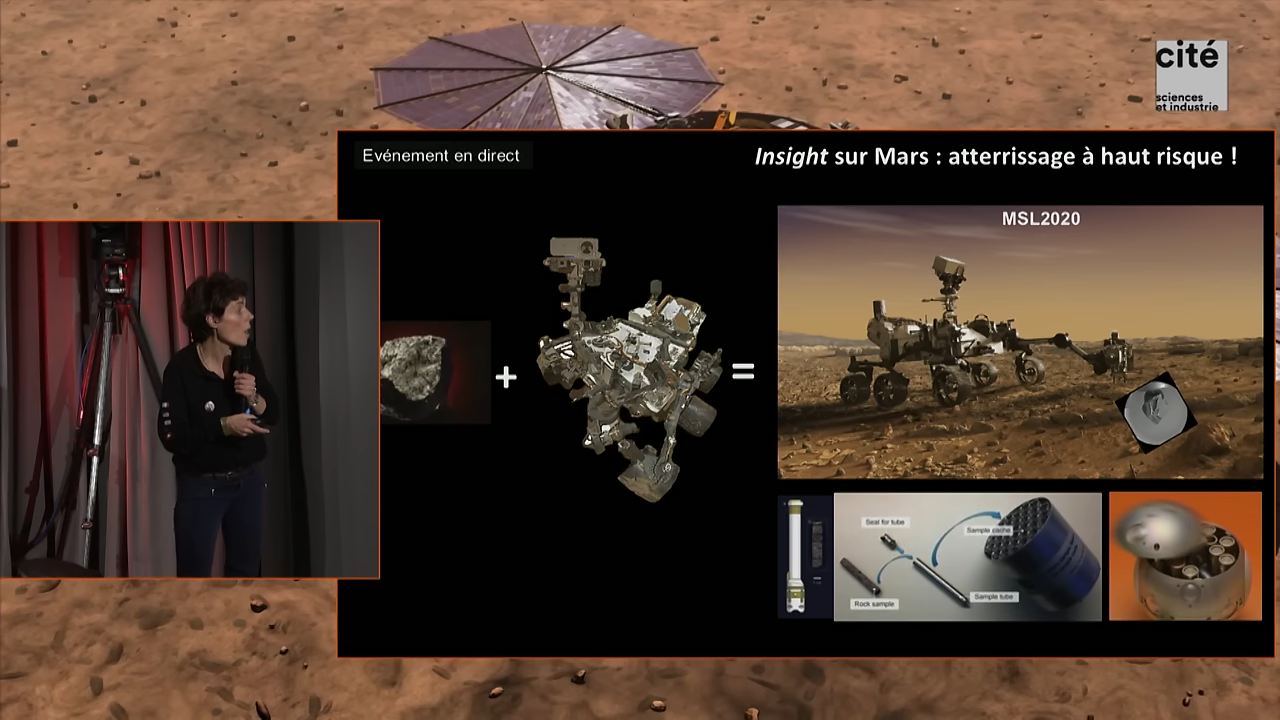 cité
sciences
et industrie
Evénement en direct
Insight sur Mars : atterrissage à haut risque !
MSL2020
Seal for tube
Sample cache
Rock sample
Sample tube